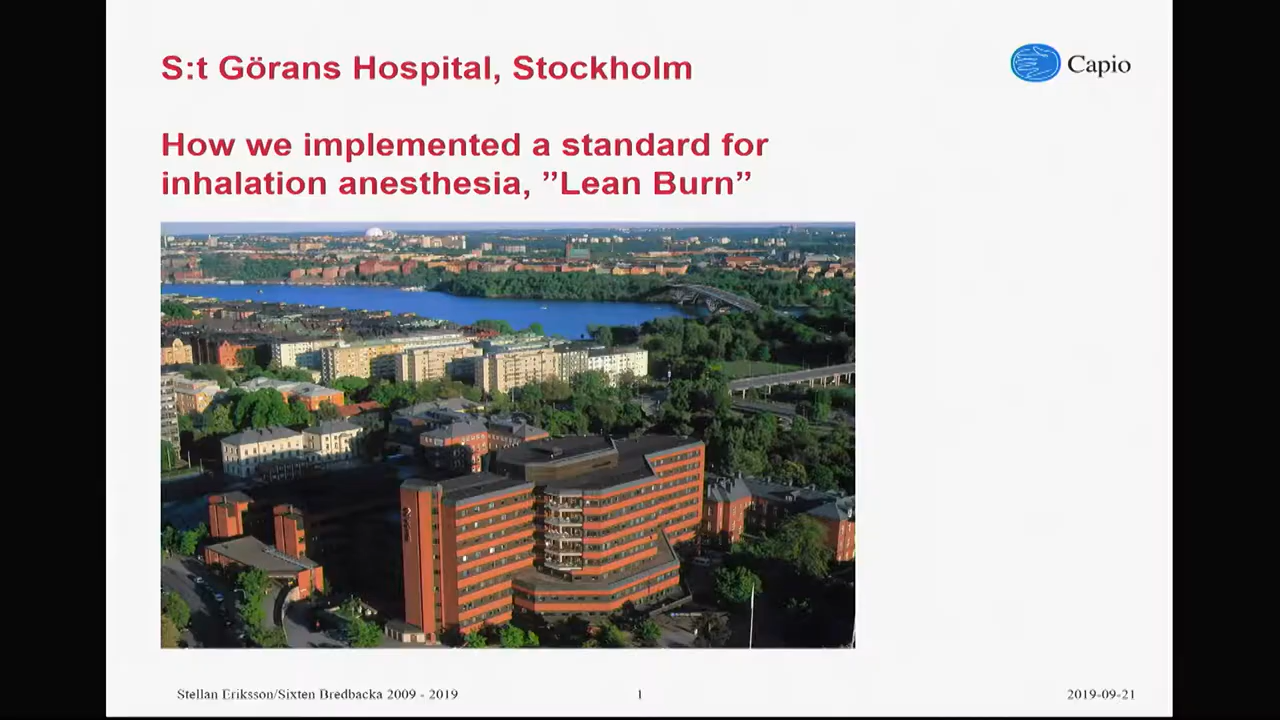 S:t Görans Hospital, Stockholm
Capio
How we implemented a standard for
inhalation anesthesia, ”Lean Burn”
Stellan Eriksson/Sixten Bredbacka 2009 - 2019
1
2019-09-21